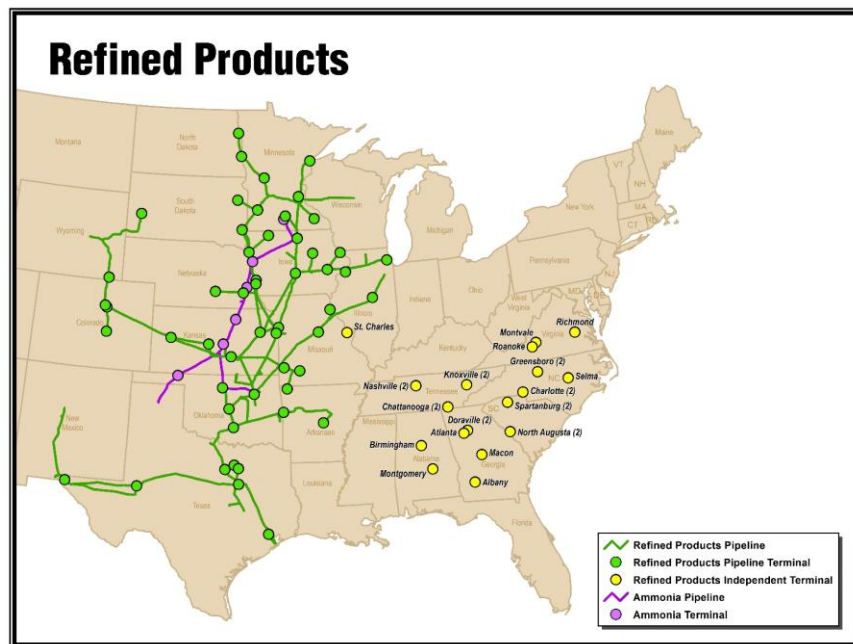 Refined Products
Montana
North
Dakota
Minnesota
Maine
VT
NH
MA
CT
RI
New York
South
Dakota
Wisconsin
Michigan
Wyoming
Iowa
Pennsylvania
NJ
Nebraska
Illinois
Indiana
Ohio
West
Virginia
MD
DE
Colorado
Kansas
Missouri
St. Charles
Kentucky
Montvale
Virginia
Richmond
Roanoke
Greensboro (2)
Nashville (2)
Knoxville (2)
Tennessee
NC
Selma
Charlotte (2)
Spartanburg (2)
New
Mexico
Oklahoma
Arkansas
Mississippi
Chattanooga (2)
SC
Doraville (2)
Atlanta
North Augusta (2)
Birmingham
Alabama
Macon
Georgia
Montgomery
Albany
Texas
Louisiana
Florida
Refined Products Pipeline
Refined Products Pipeline Terminal
Refined Products Independent Terminal
Ammonia Pipeline
Ammonia Terminal